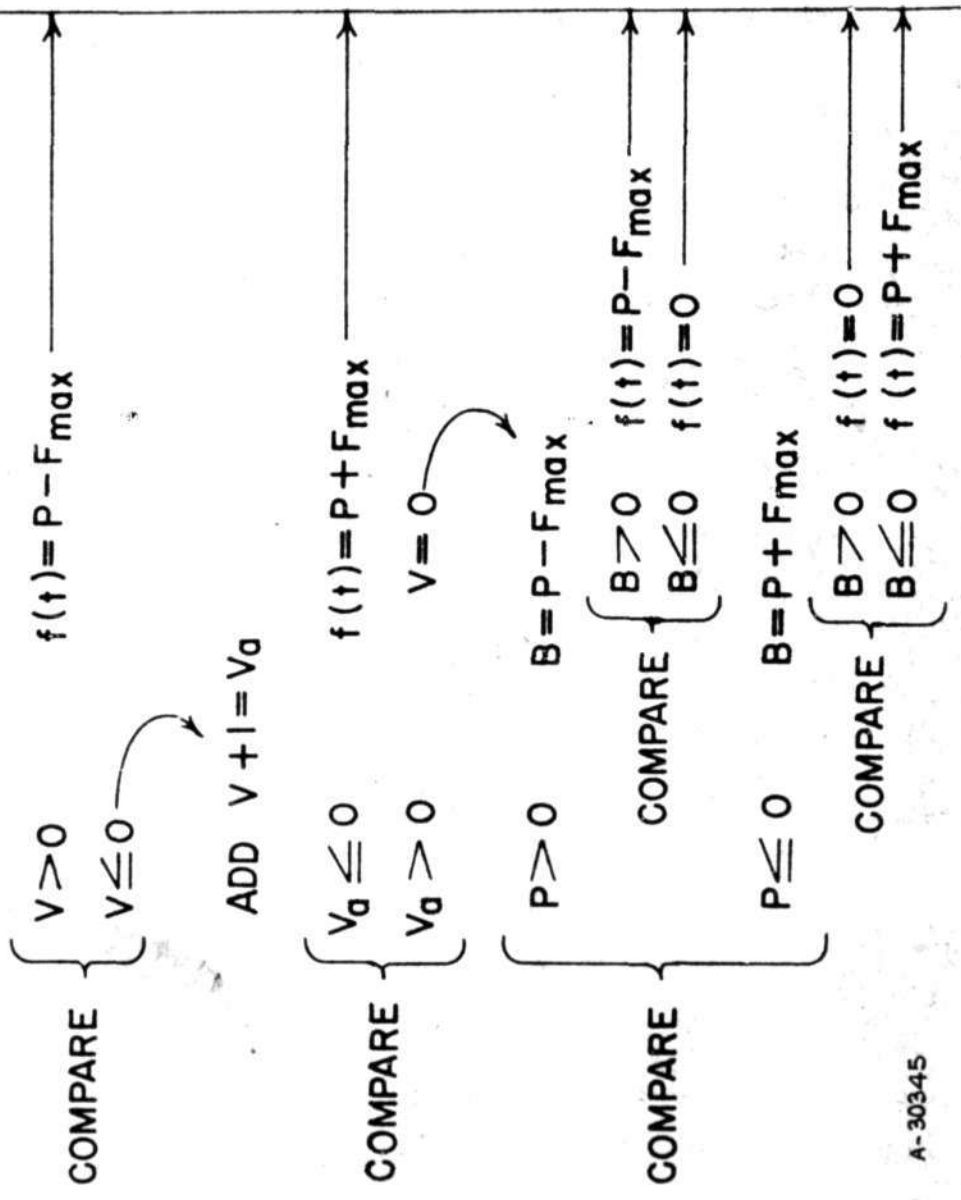 COMPARE
V > 0 f(t) = P − Fmax
V ≦ 0
ADD V + 1 = Va
COMPARE
Va ≦ 0 f(t) = P + Fmax
Va > 0 V = 0
COMPARE
P > 0 B = P − Fmax
COMPARE
B > 0 f(t) = P − Fmax
B ≦ 0 f(t) = 0
P ≦ 0 B = P + Fmax
COMPARE
B > 0 f(t) = 0
B ≦ 0 f(t) = P + Fmax
A-30345